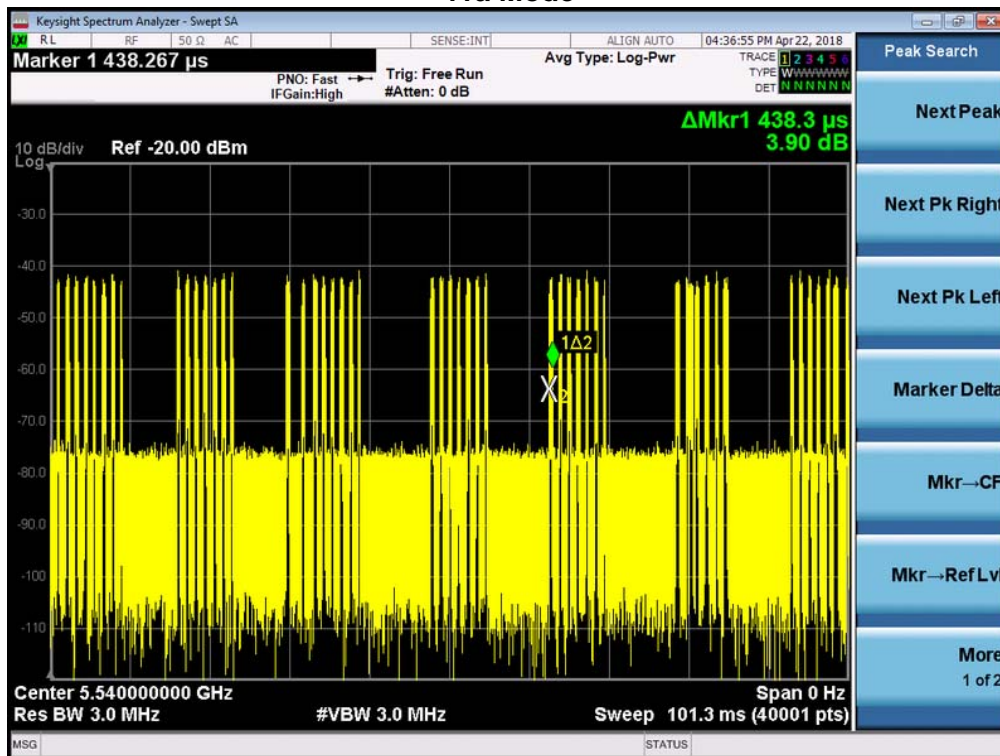 Keysight Spectrum Analyzer - Swept SA
LXI RL RF 50 Ω AC SENSE:INT ALIGN AUTO 04:36:55 PM Apr 22, 2018
Marker 1 438.267 µs
PNO: Fast
IFGain:High
Trig: Free Run
#Atten: 0 dB
Avg Type: Log-Pwr
TRACE 1 2 3 4 5 6
TYPE WWWWWW
DET N N N N N N
Peak Search
ΔMkr1 438.3 µs
3.90 dB
10 dB/div Ref -20.00 dBm
Log
-30.0
-40.0
-50.0
-60.0
-70.0
-80.0
-90.0
-100
-110
1Δ2
X2
Center 5.540000000 GHz
Span 0 Hz
Res BW 3.0 MHz
#VBW 3.0 MHz
Sweep 101.3 ms (40001 pts)
MSG
STATUS
Next Peak
Next Pk Right
Next Pk Left
Marker Delta
Mkr→CF
Mkr→Ref Lvl
More
1 of 2